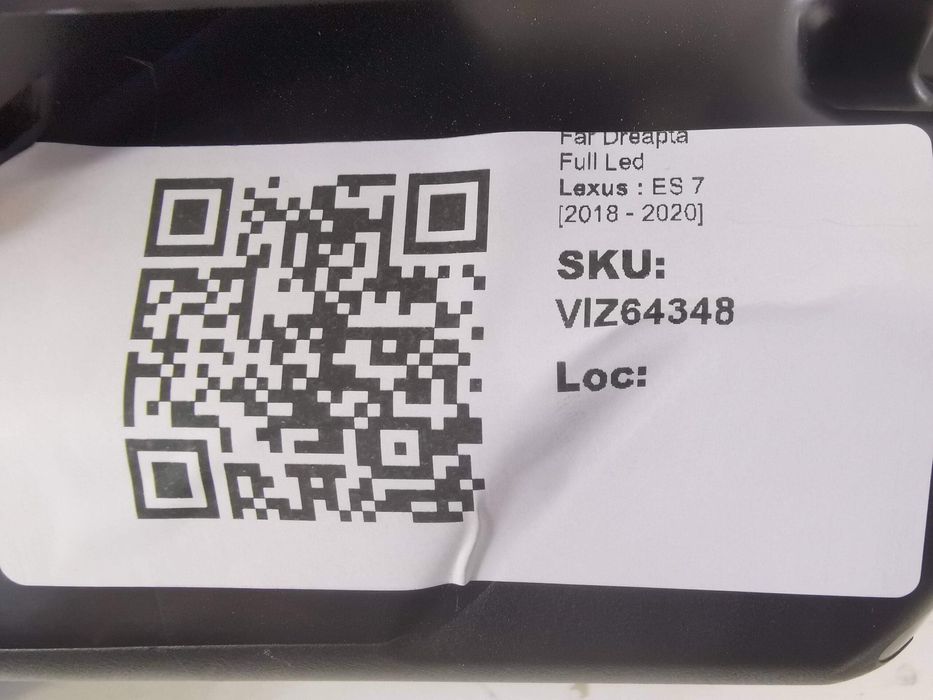 Far Dreapta
Full Led
Lexus : ES 7
[2018 - 2020]
SKU:
VIZ64348
Loc: